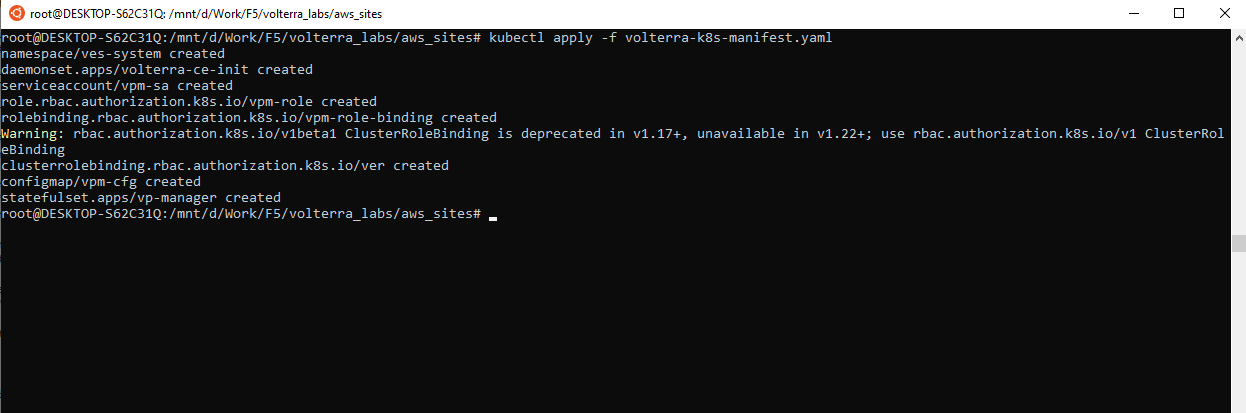 root@DESKTOP-S62C31Q: /mnt/d/Work/F5/volterra_labs/aws_sites
root@DESKTOP-S62C31Q:/mnt/d/Work/F5/volterra_labs/aws_sites# kubectl apply -f volterra-k8s-manifest.yaml
namespace/ves-system created
daemonset.apps/volterra-ce-init created
serviceaccount/vpm-sa created
role.rbac.authorization.k8s.io/vpm-role created
rolebinding.rbac.authorization.k8s.io/vpm-role-binding created
Warning: rbac.authorization.k8s.io/v1beta1 ClusterRoleBinding is deprecated in v1.17+, unavailable in v1.22+; use rbac.authorization.k8s.io/v1 ClusterRol
eBinding
clusterrolebinding.rbac.authorization.k8s.io/ver created
configmap/vpm-cfg created
statefulset.apps/vp-manager created
root@DESKTOP-S62C31Q:/mnt/d/Work/F5/volterra_labs/aws_sites#